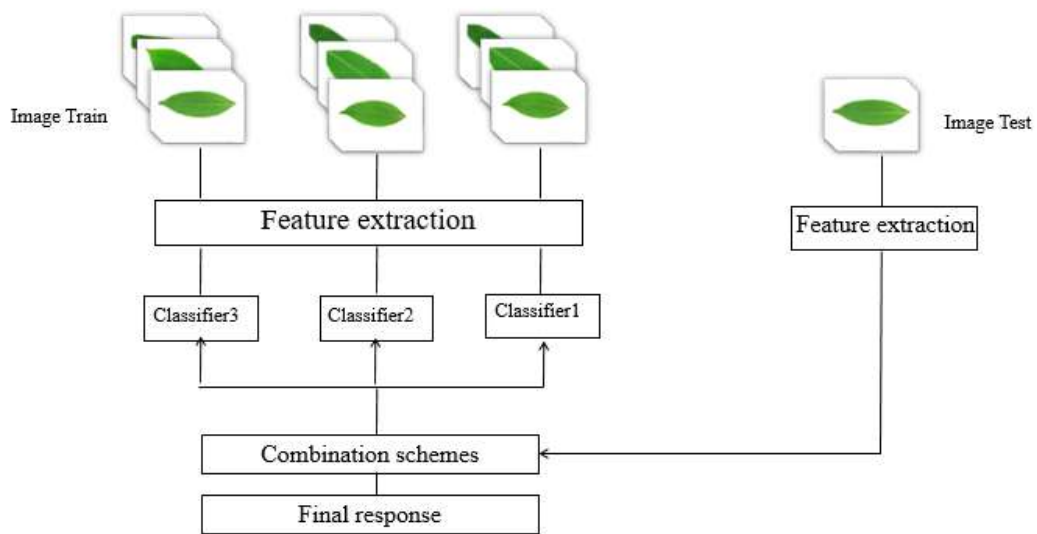 Image Train
Image Test
Feature extraction
Feature extraction
Classifier3
Classifier2
Classifier1
Combination schemes
Final response